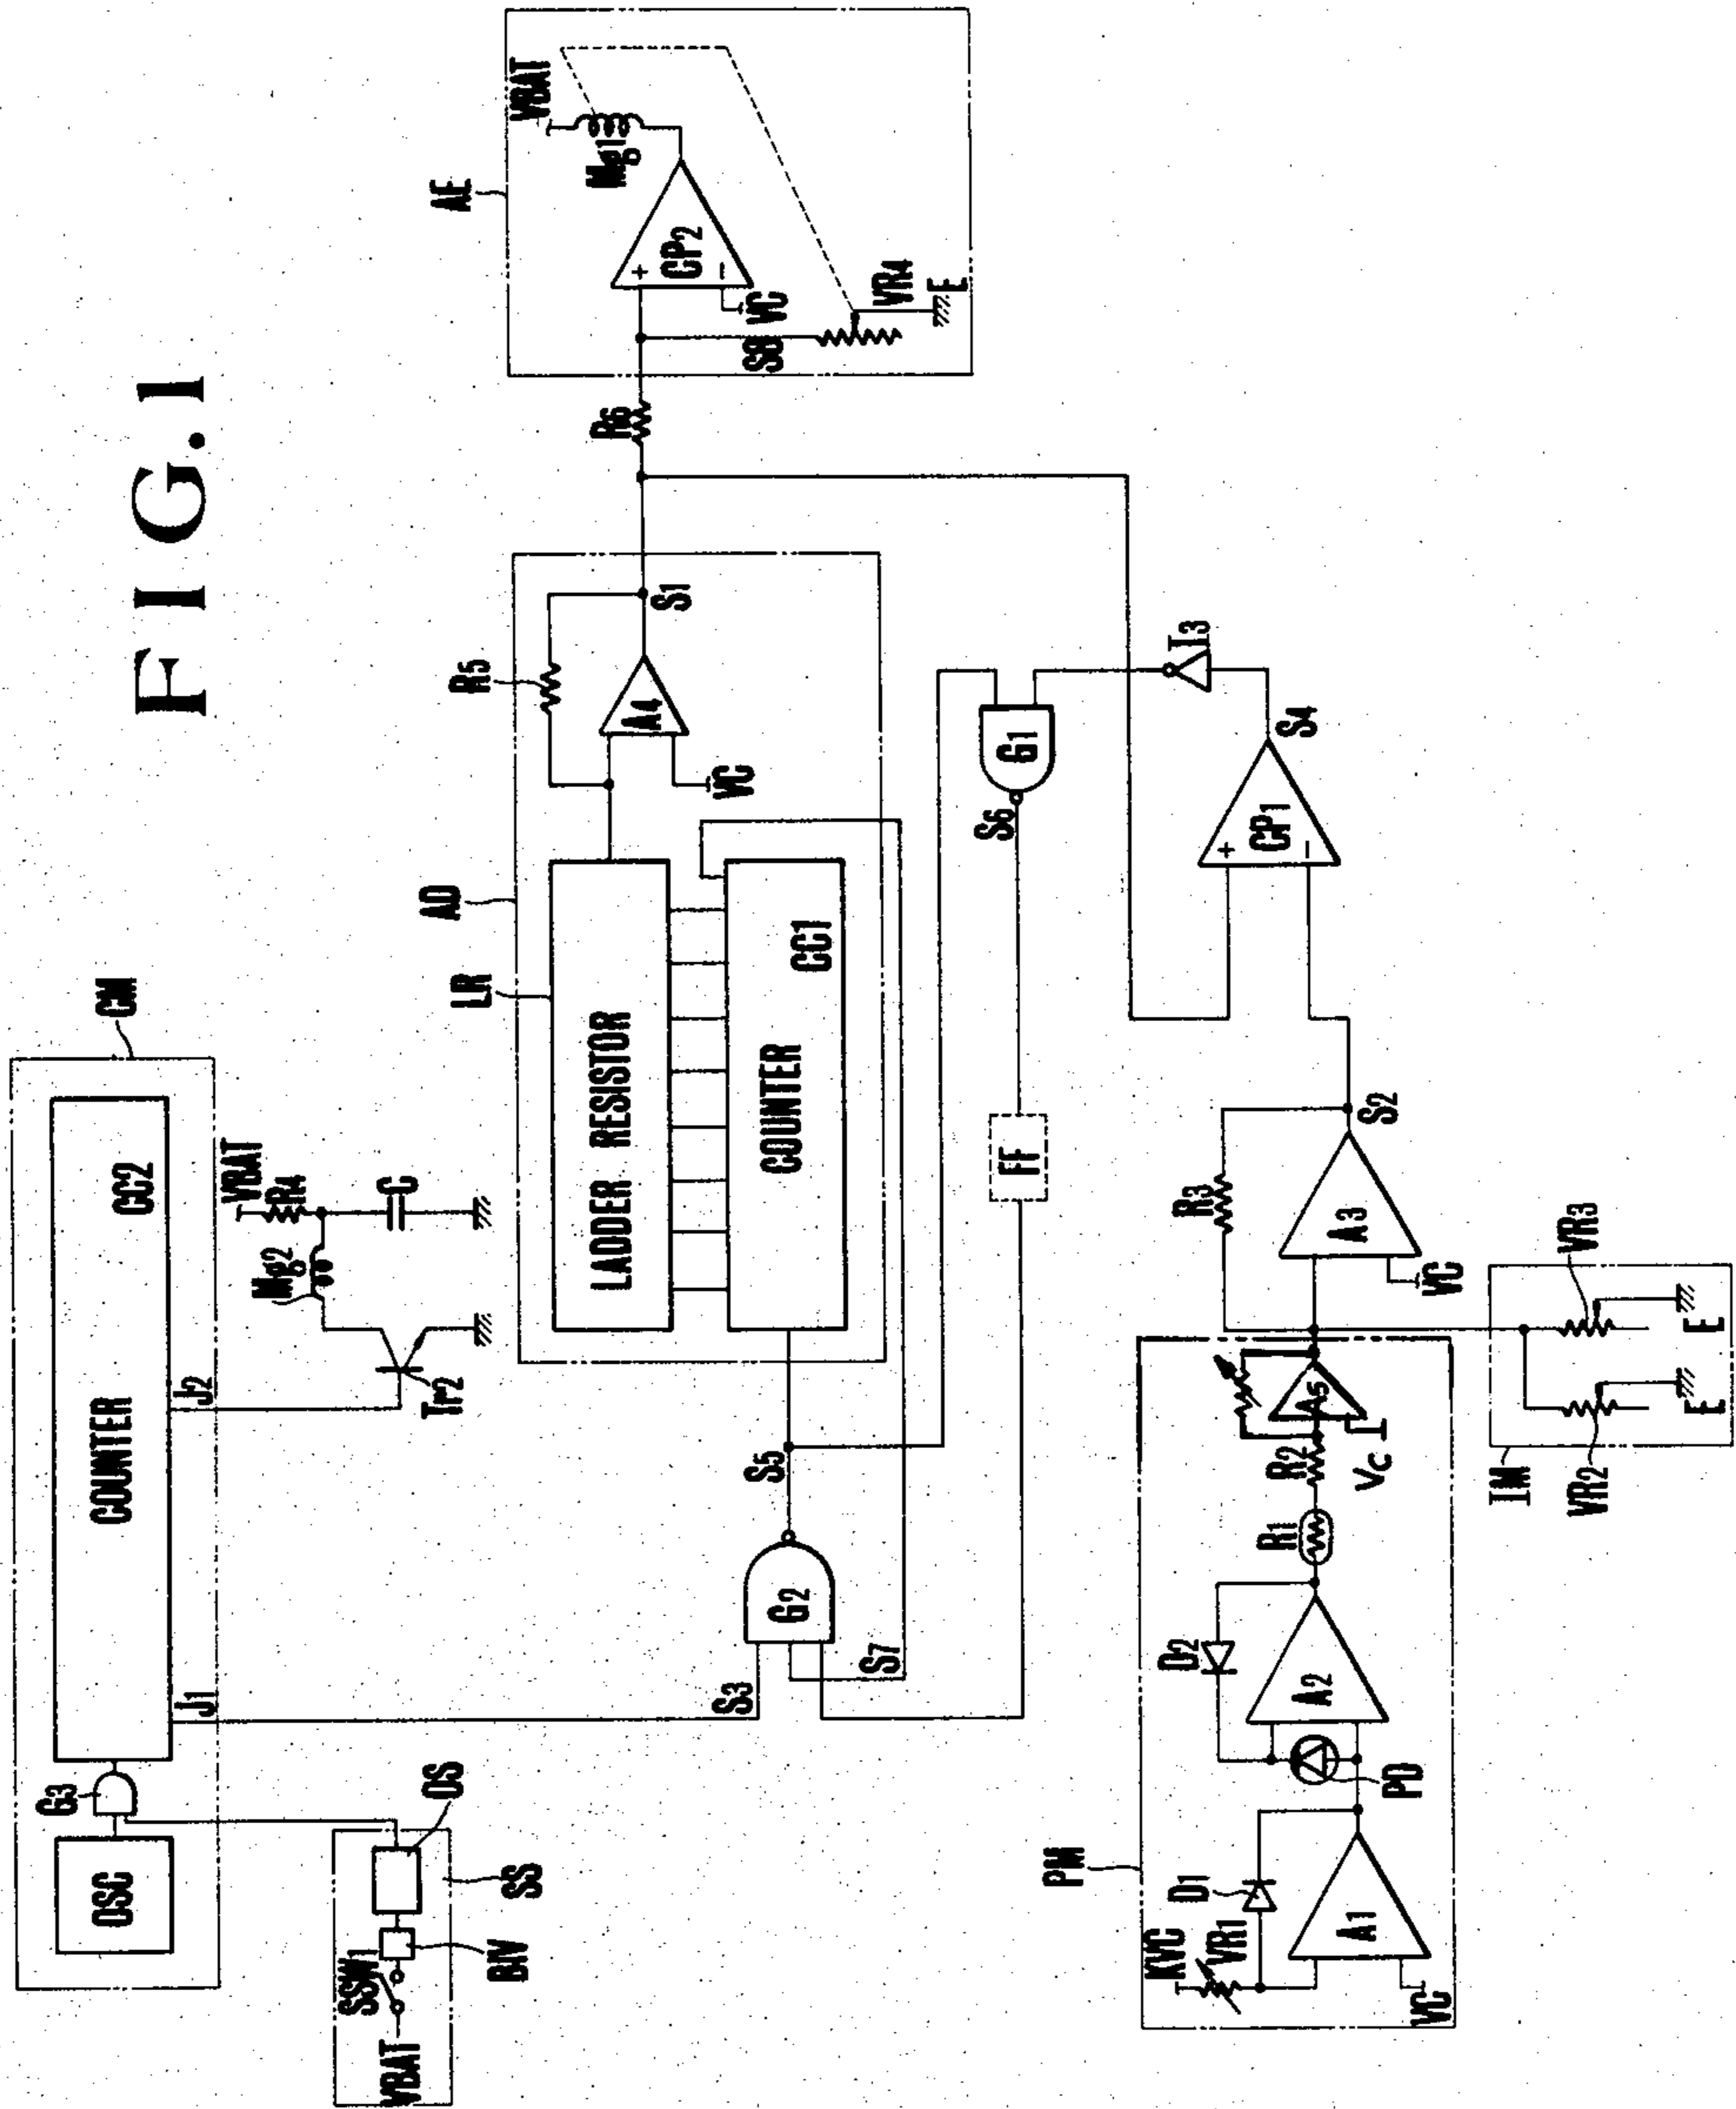 FIG.1
CM
OSC
G3
COUNTER
CC2
J1
J2
VBAT
SSW1
BIV
OS
SS
Tr2
Mg2
VBAT
R4
C
AD
LR
LADDER RESISTOR
COUNTER
CC1
R5
A4
VC
S1
R6
AE
VBAT
Mg1
CP2
+
-
VC
S8
VR4
E
S3
S7
G2
S5
FF
S6
G1
I3
S4
CP1
+
-
PM
KVC
VR1
D1
A1
VC
PD
D2
A2
R1
R2
A5
Vc
R3
A3
VC
S2
IM
VR2
VR3
E
E